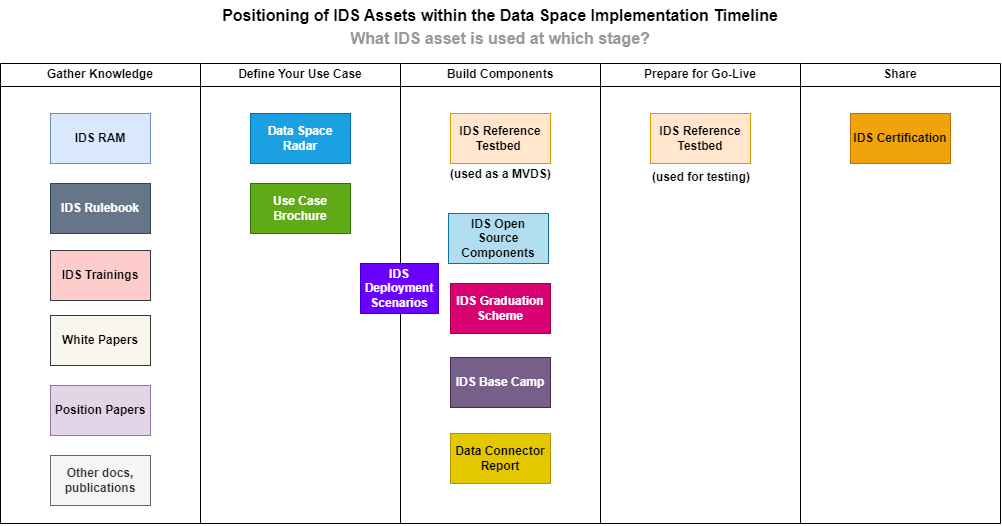 Positioning of IDS Assets within the Data Space Implementation Timeline
What IDS asset is used at which stage?
Gather Knowledge
Define Your Use Case
Build Components
Prepare for Go-Live
Share
IDS RAM
IDS Rulebook
IDS Trainings
White Papers
Position Papers
Other docs,
publications
Data Space
Radar
Use Case
Brochure
IDS
Deployment
Scenarios
IDS Reference
Testbed
(used as a MVDS)
IDS Open
Source
Components
IDS Graduation
Scheme
IDS Base Camp
Data Connector
Report
IDS Reference
Testbed
(used for testing)
IDS Certification